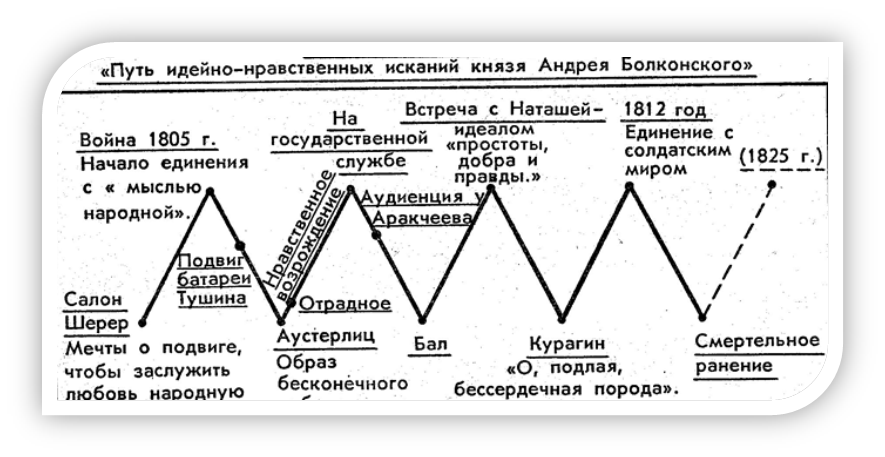 «Путь идейно-нравственных исканий князя Андрея Болконского»
Война 1805 г.
Начало единения
с « мыслью
народной».
На
государственной
службе
Встреча с Наташей-
идеалом
«простоты,
добра и
правды.»
1812 год
Единение с
солдатским
миром
(1825 г.)
Подвиг
батареи
Тушина
Нравственное
возрождение
Аудиенция у
Аракчеева
Отрадное
Салон
Шерер
Мечты о подвиге,
чтобы заслужить
любовь народную
Аустерлиц
Образ
бесконечного
Бал
Курагин
«О, подлая,
бессердечная порода».
Смертельное
ранение